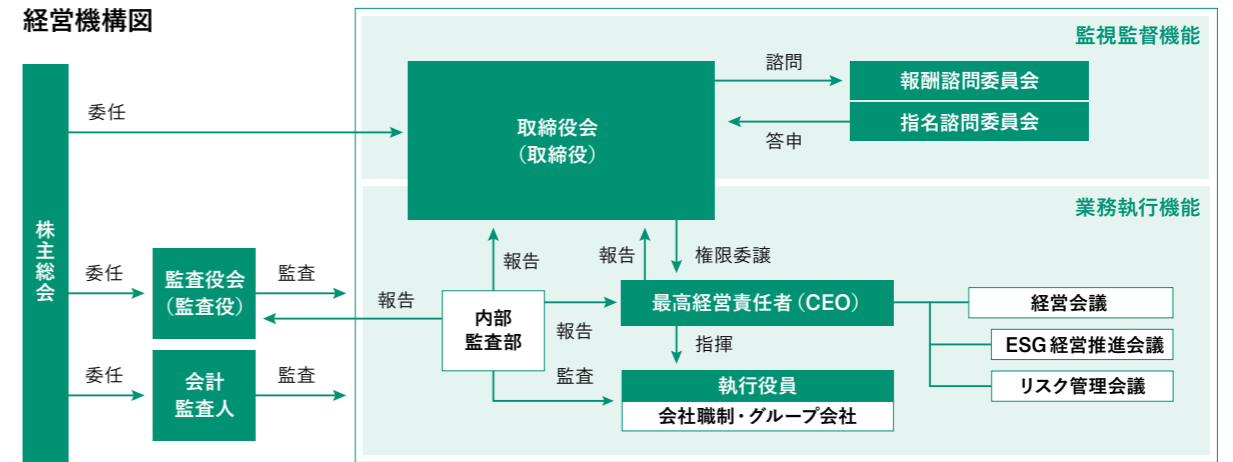 経営機構図
監視監督機能
諮問
報酬諮問委員会
委任
取締役会
(取締役)
指名諮問委員会
答申
業務執行機能
株主総会
報告
報告
権限委譲
委任
監査役会
(監査役)
監査
報告
内部
監査部
報告
最高経営責任者(CEO)
経営会議
指揮
ESG 経営推進会議
委任
会計
監査人
監査
監査
執行役員
会社職制・グループ会社
リスク管理会議